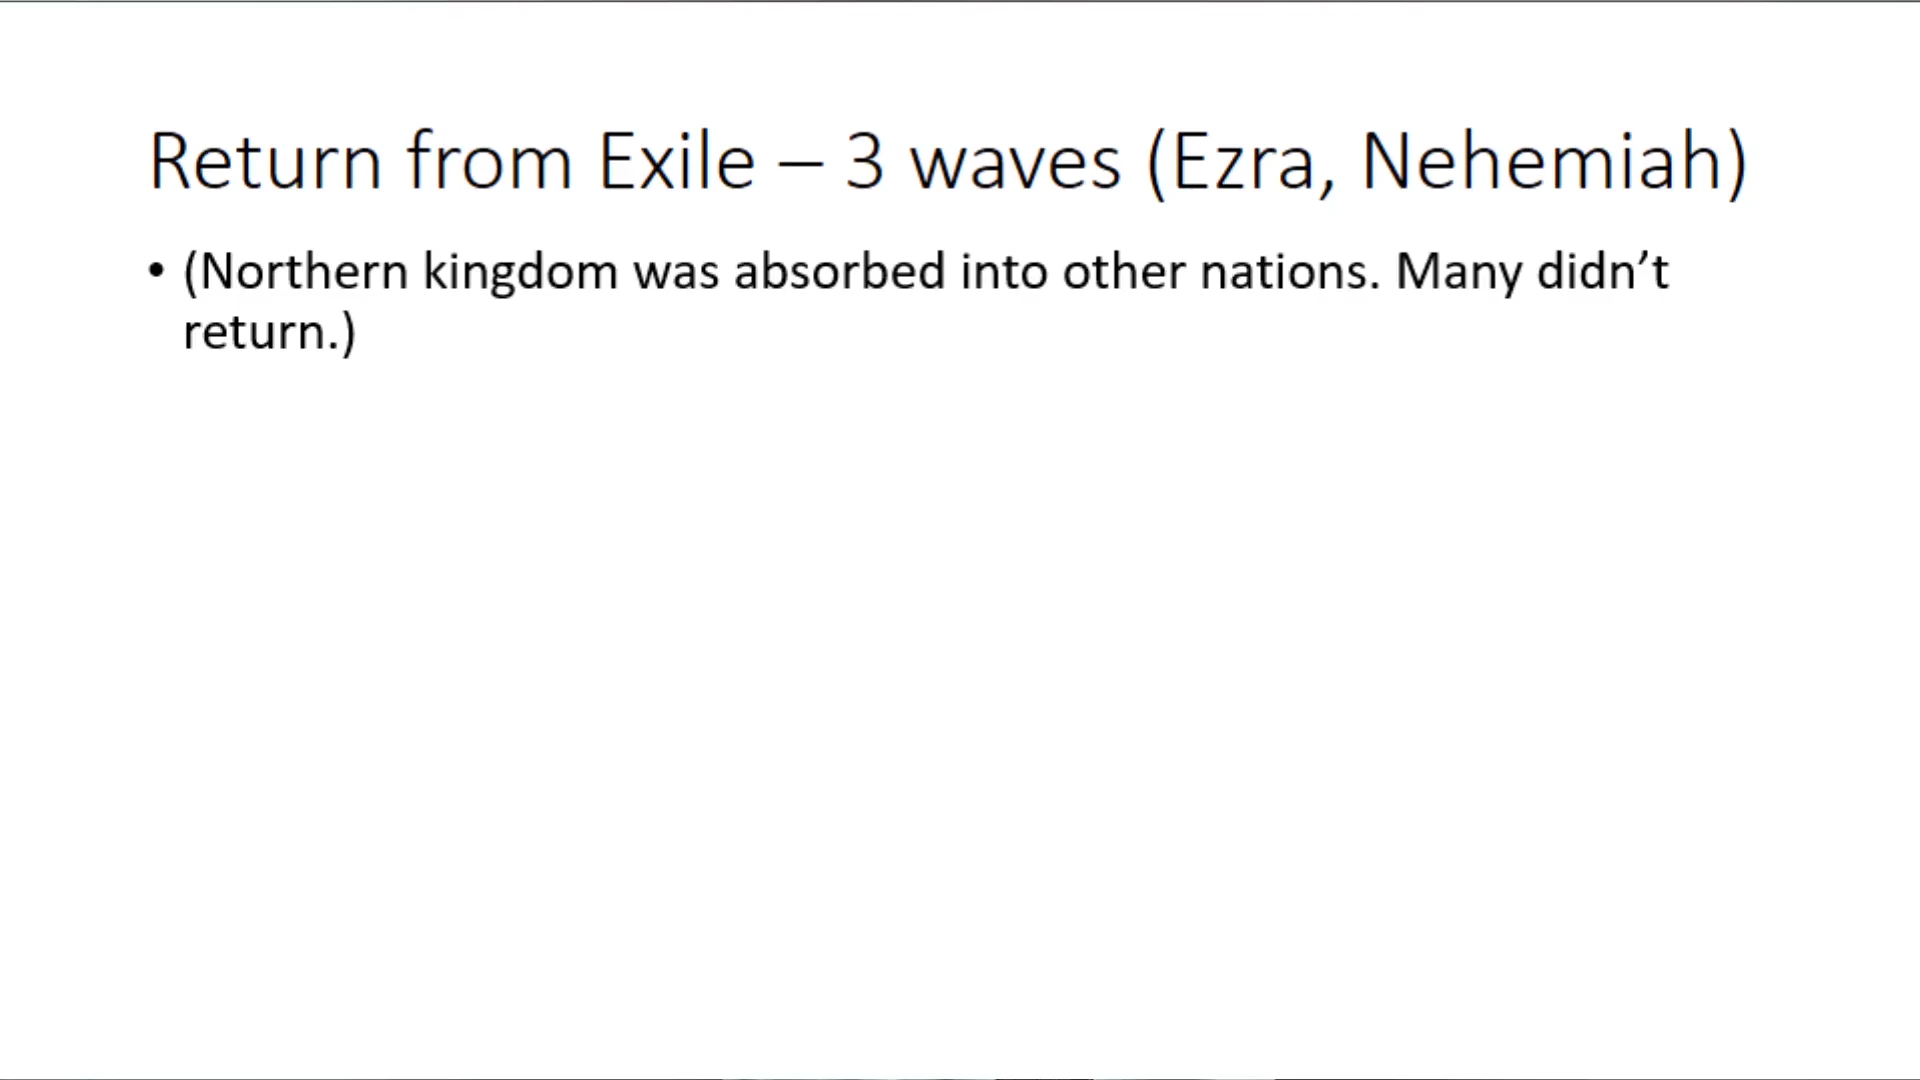 Return from Exile – 3 waves (Ezra, Nehemiah)
• (Northern kingdom was absorbed into other nations. Many didn’t
return.)